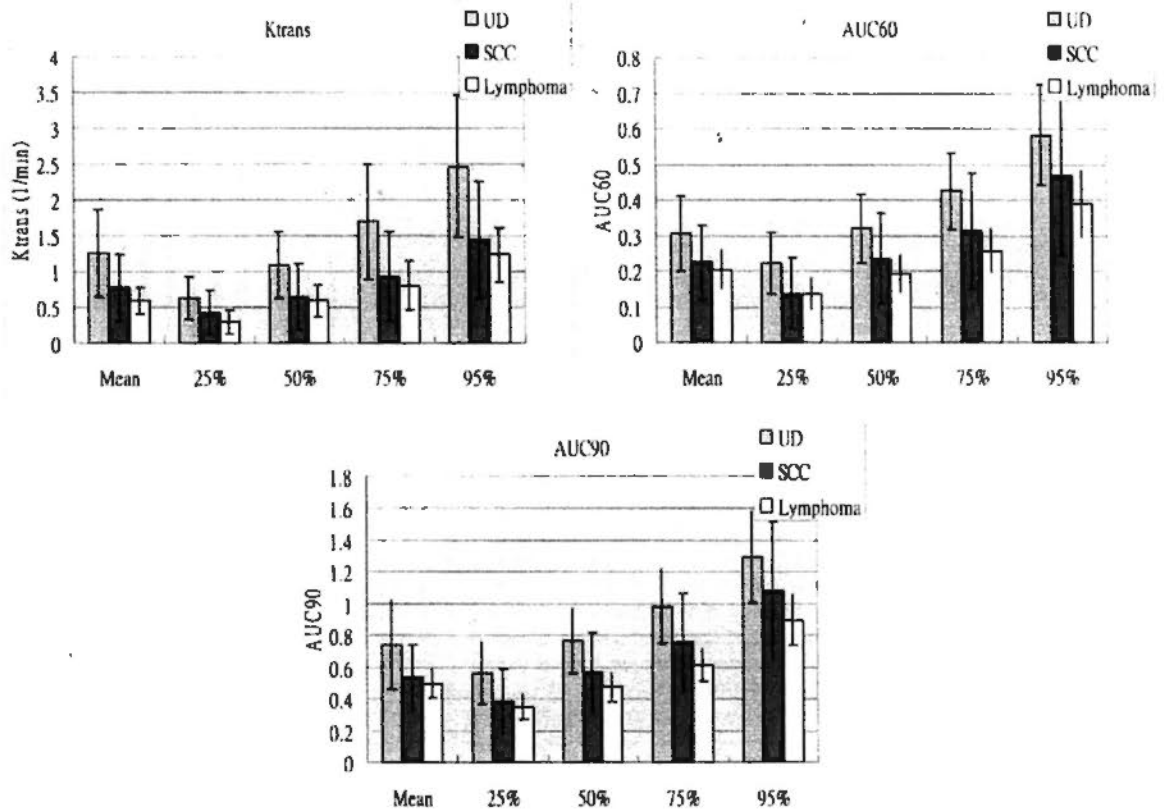 Ktrans
UD
SCC
Lymphoma
Ktrans (1/min)
4
3.5
3
2.5
2
1.5
1
0.5
0
Mean 25% 50% 75% 95%
AUC60
UD
SCC
Lymphoma
AUC60
0.8
0.7
0.6
0.5
0.4
0.3
0.2
0.1
0
Mean 25% 50% 75% 95%
AUC90
UD
SCC
Lymphoma
AUC90
1.8
1.6
1.4
1.2
1
0.8
0.6
0.4
0.2
0
Mean 25% 50% 75% 95%